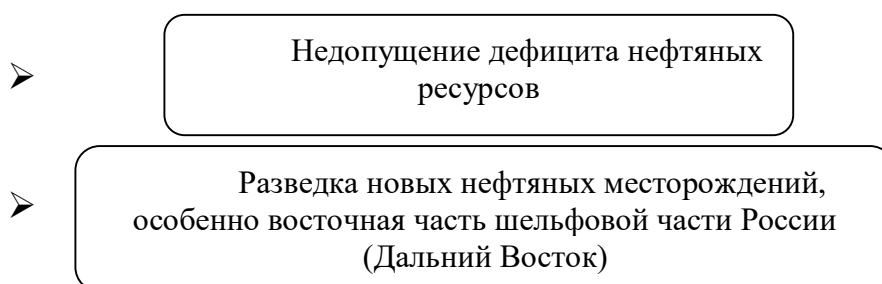 Недопущение дефицита нефтяных
ресурсов
Разведка новых нефтяных месторождений,
особенно восточная часть шельфовой части России
(Дальний Восток)